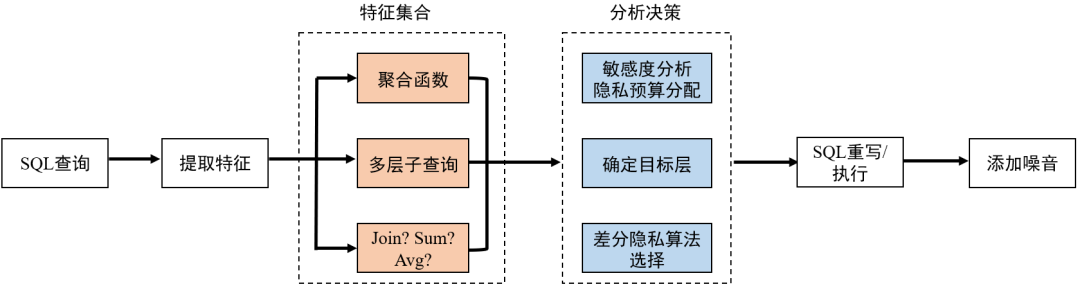 特征集合
分析决策
SQL查询
提取特征
聚合函数
多层子查询
Join? Sum?
Avg?
敏感度分析
隐私预算分配
确定目标层
差分隐私算法
选择
SQL重写/
执行
添加噪音